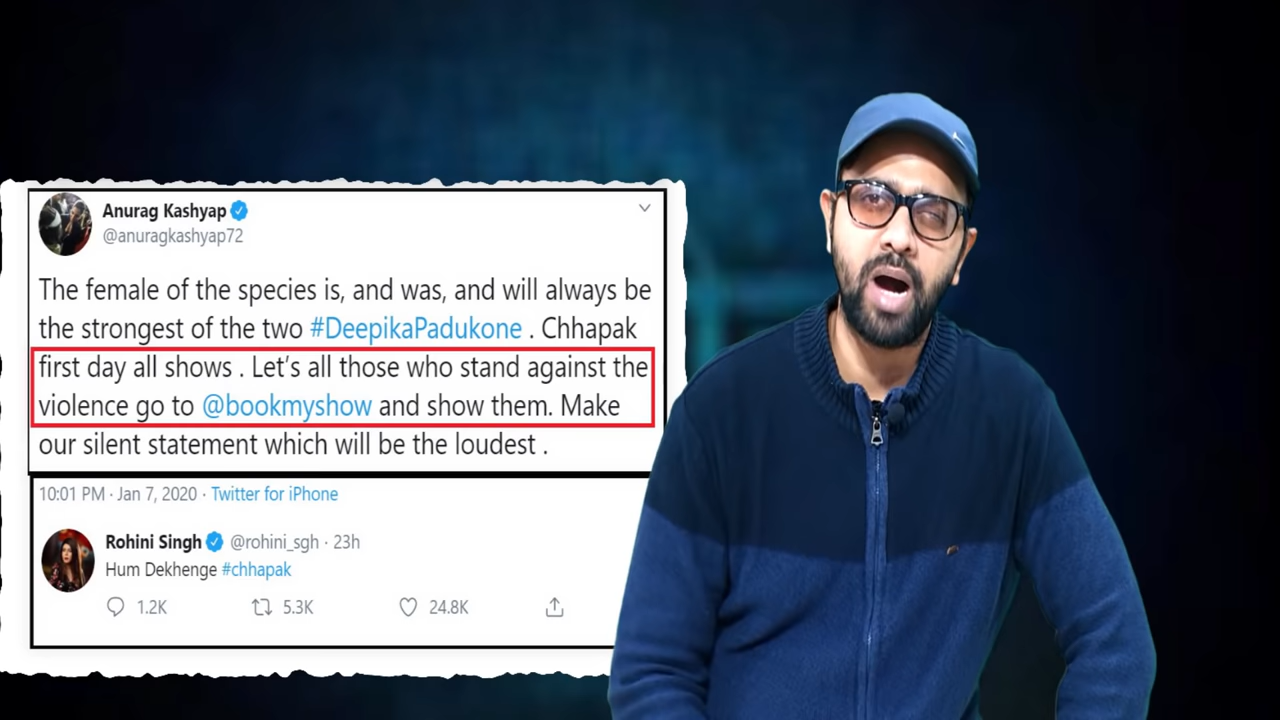 Anurag Kashyap
@anuragkashyap72
The female of the species is, and was, and will always be
the strongest of the two #DeepikaPadukone . Chhapak
first day all shows . Let's all those who stand against the
violence go to @bookmyshow and show them. Make
our silent statement which will be the loudest .
10:01 PM · Jan 7, 2020 · Twitter for iPhone
Rohini Singh @rohini_sgh · 23h
Hum Dekhenge #chhapak
1.2K 5.3K 24.8K